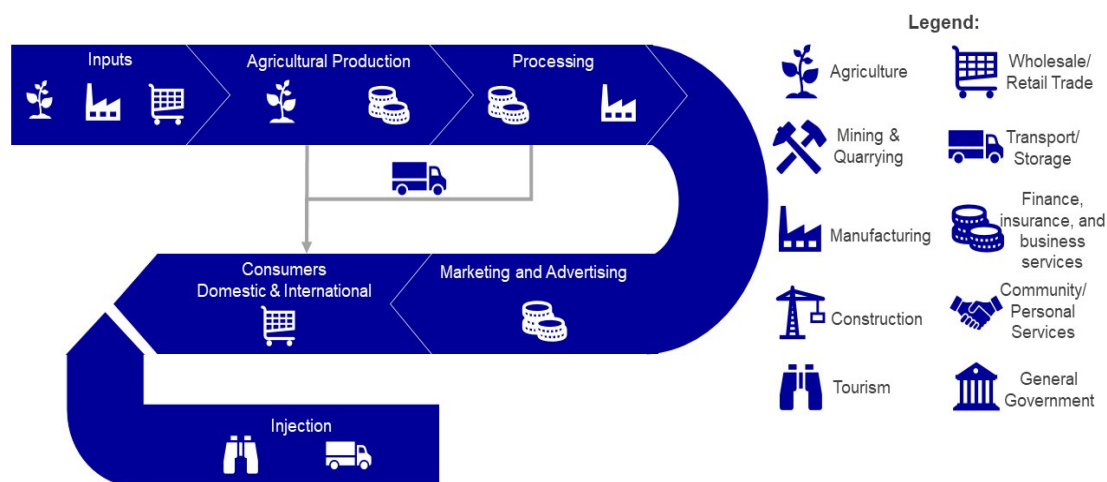 Legend:
Inputs
Agricultural Production
Processing
Agriculture
Wholesale/
Retail Trade
Mining &
Quarrying
Transport/
Storage
Manufacturing
Finance,
insurance, and
business
services
Consumers
Domestic & International
Marketing and Advertising
Construction
Community/
Personal
Services
Tourism
General
Government
Injection